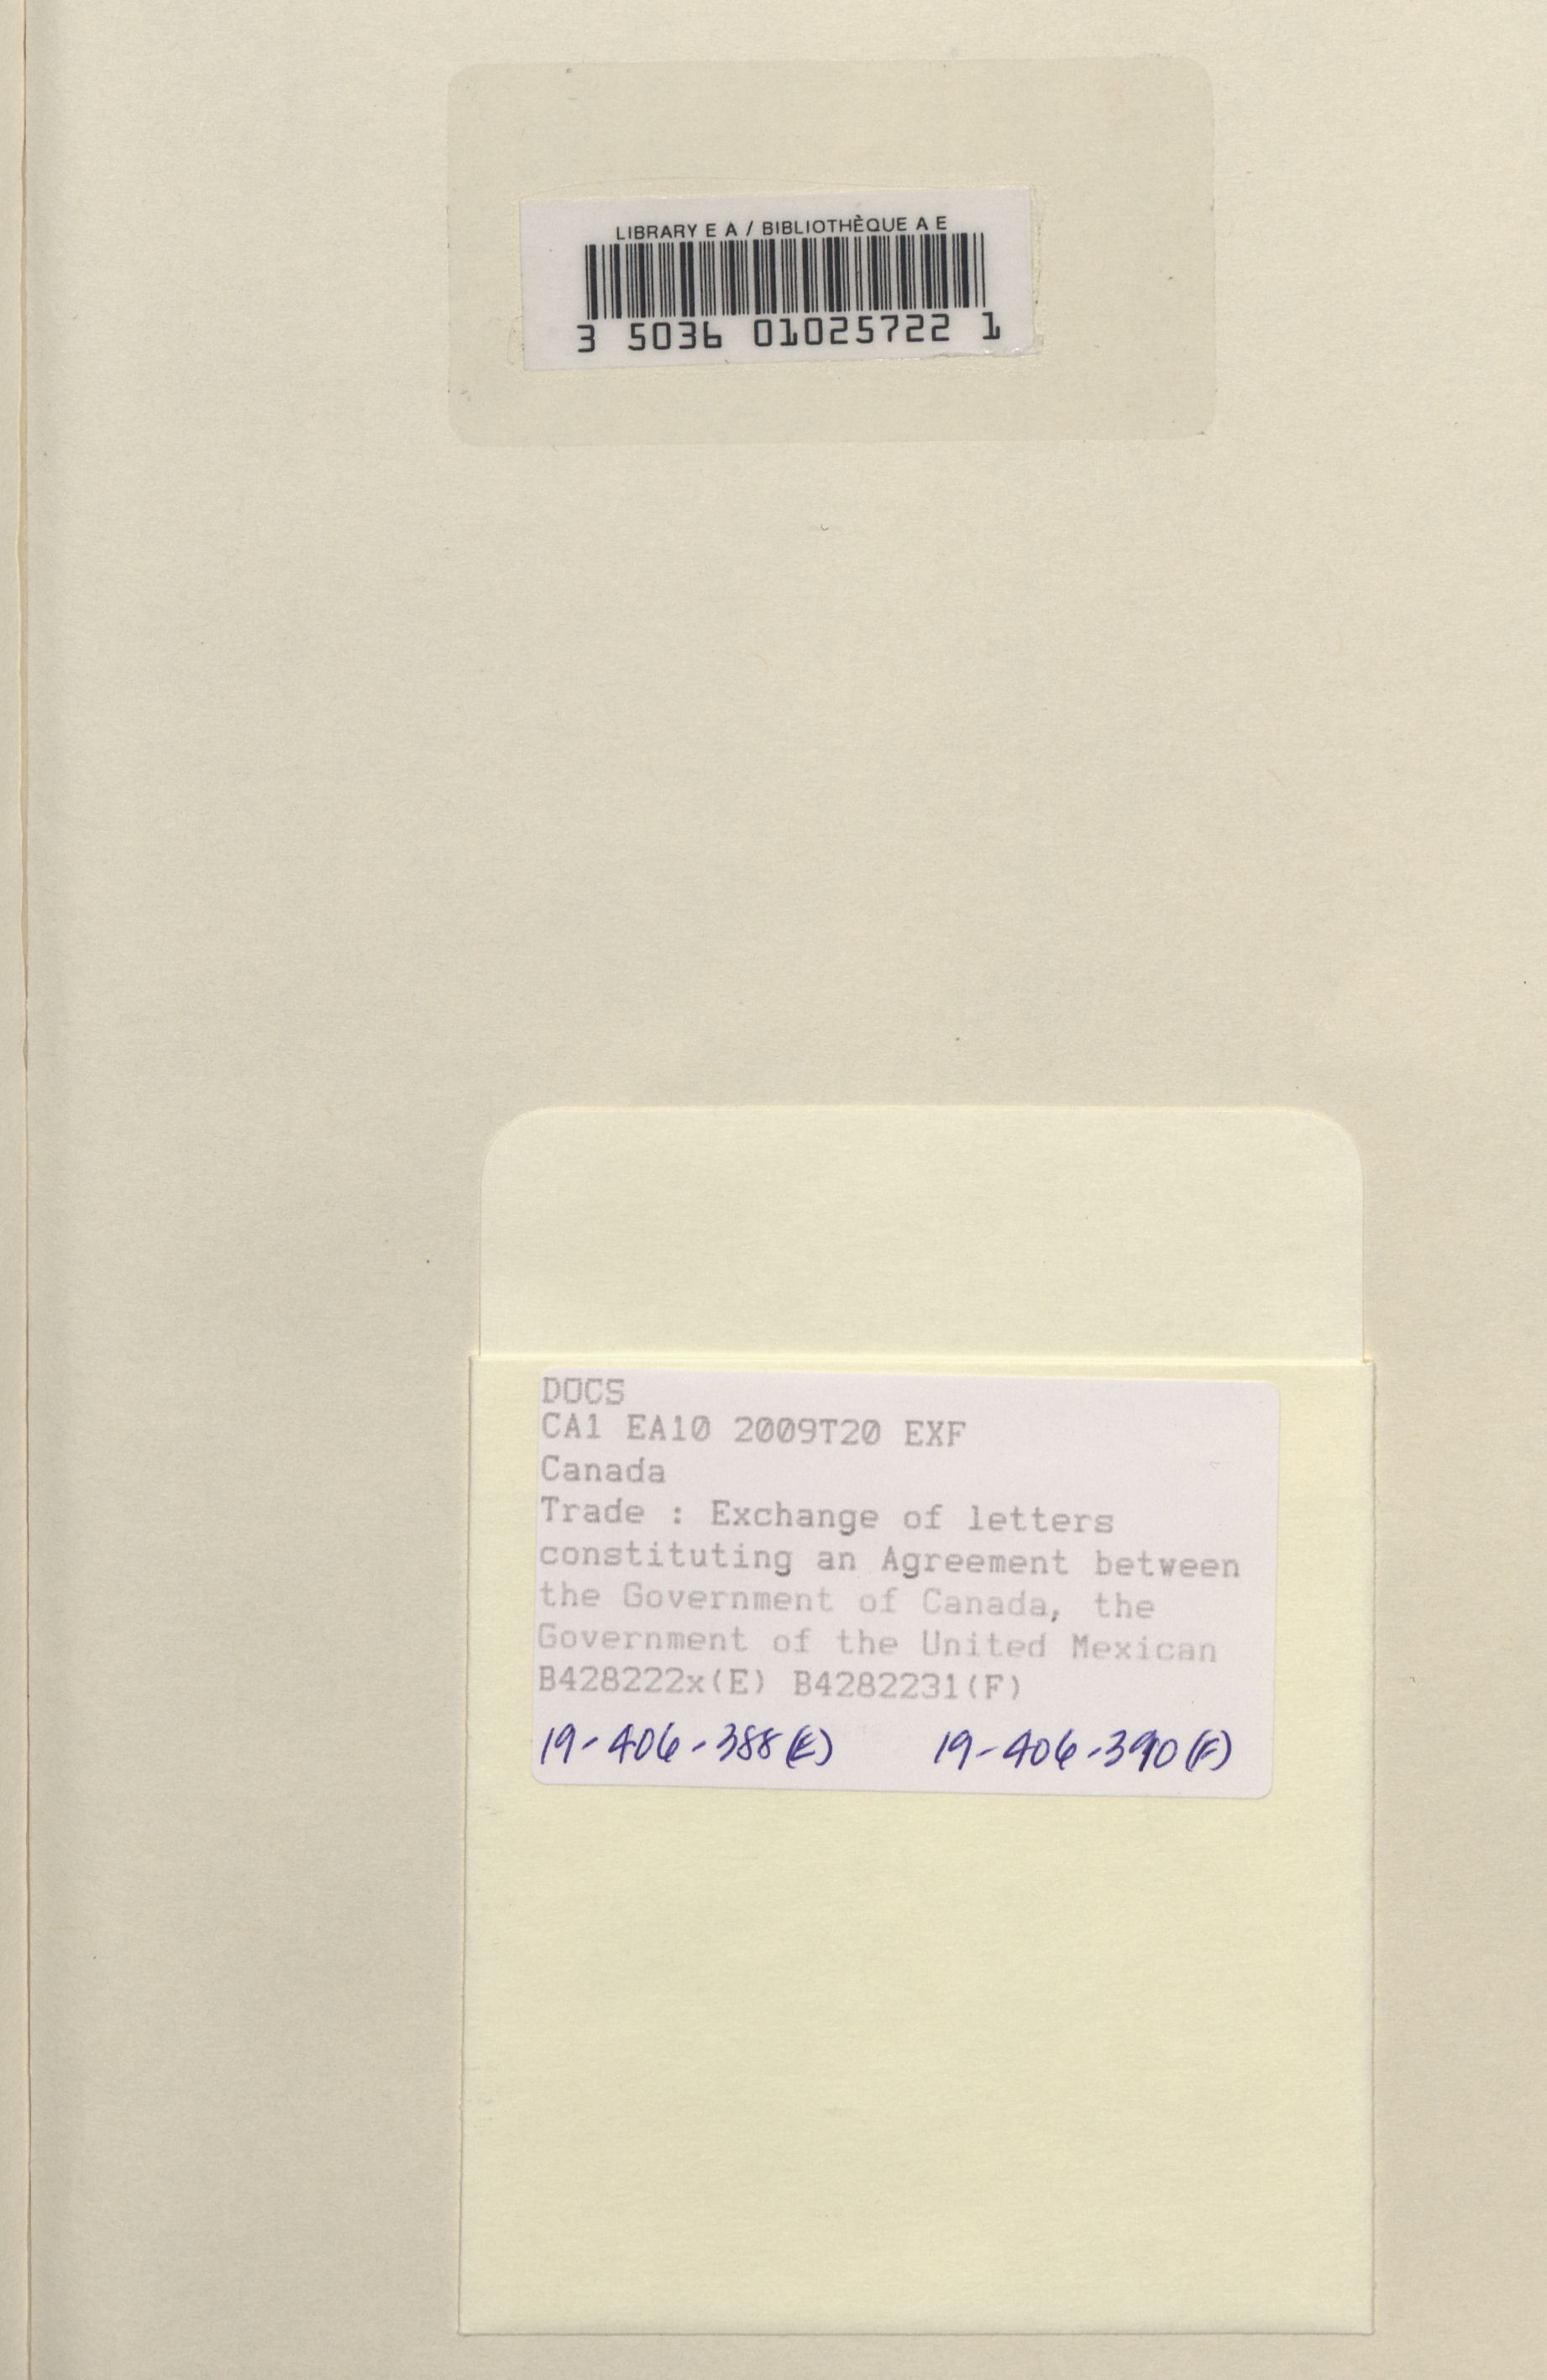 LIBRARY E A / BIBLIOTHÈQUE A E
3 5036 01025722 1
DOCS
CA1 EA10 2009T20 EXF
Canada
Trade : Exchange of letters
constituting an Agreement between
the Government of Canada, the
Government of the United Mexican
B428222x(E) B4282231(F)
19-406-388(E) 19-406-390(F)